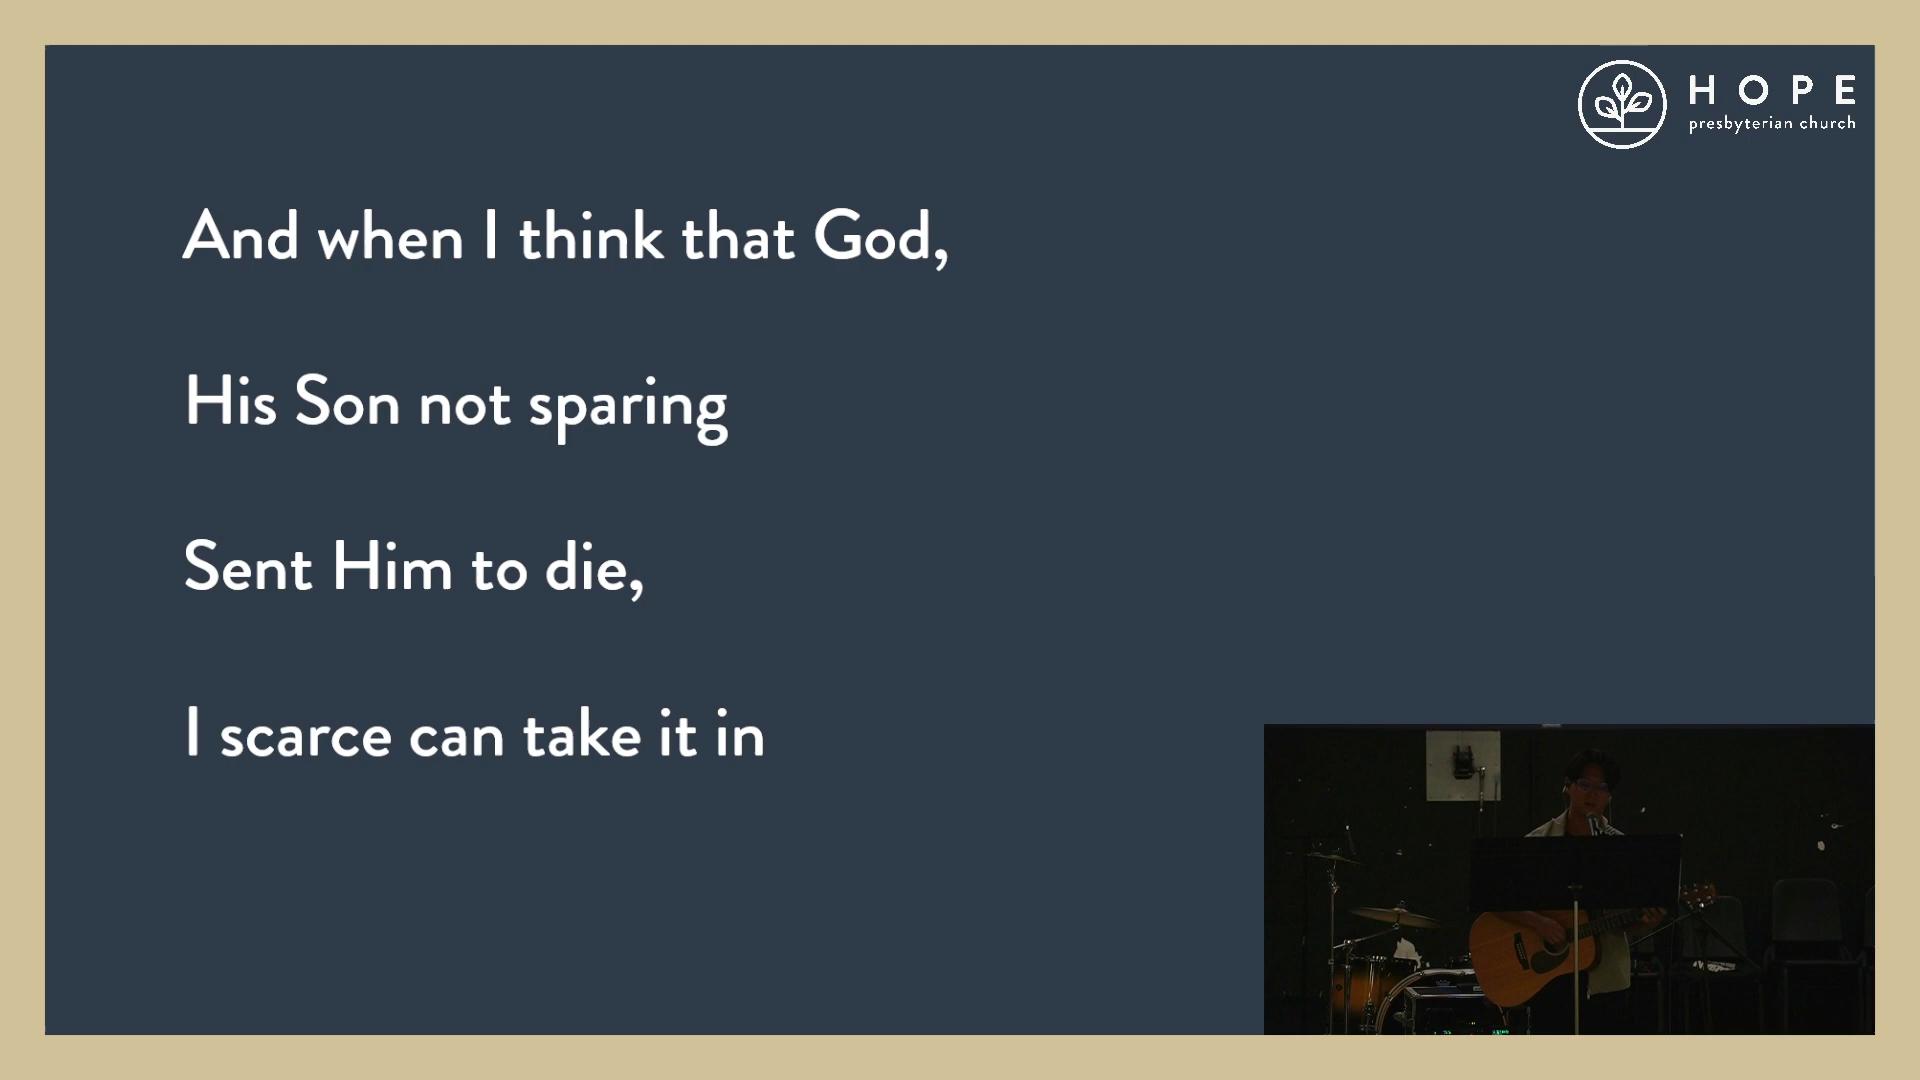 HOPE
presbyterian church
And when I think that God,
His Son not sparing
Sent Him to die,
I scarce can take it in